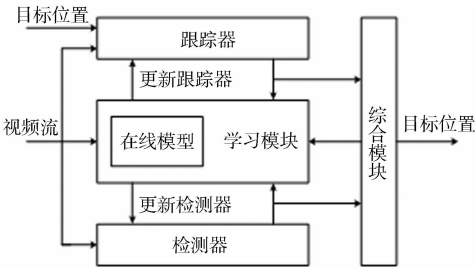 目标位置
跟踪器
更新跟踪器
视频流
在线模型
学习模块
综合模块
目标位置
更新检测器
检测器